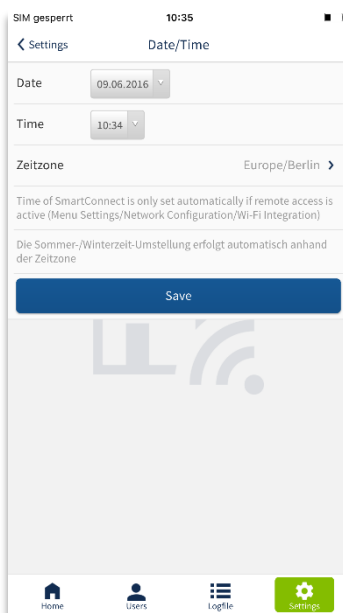 SIM gesperrt 10:35
Settings Date/Time
Date 09.06.2016
Time 10:34
Zeitzone Europe/Berlin
Time of SmartConnect is only set automatically if remote access is
active (Menu Settings/Network Configuration/Wi-Fi Integration)
Die Sommer-/Winterzeit-Umstellung erfolgt automatisch anhand
der Zeitzone
Save
Home Users Logfile Settings